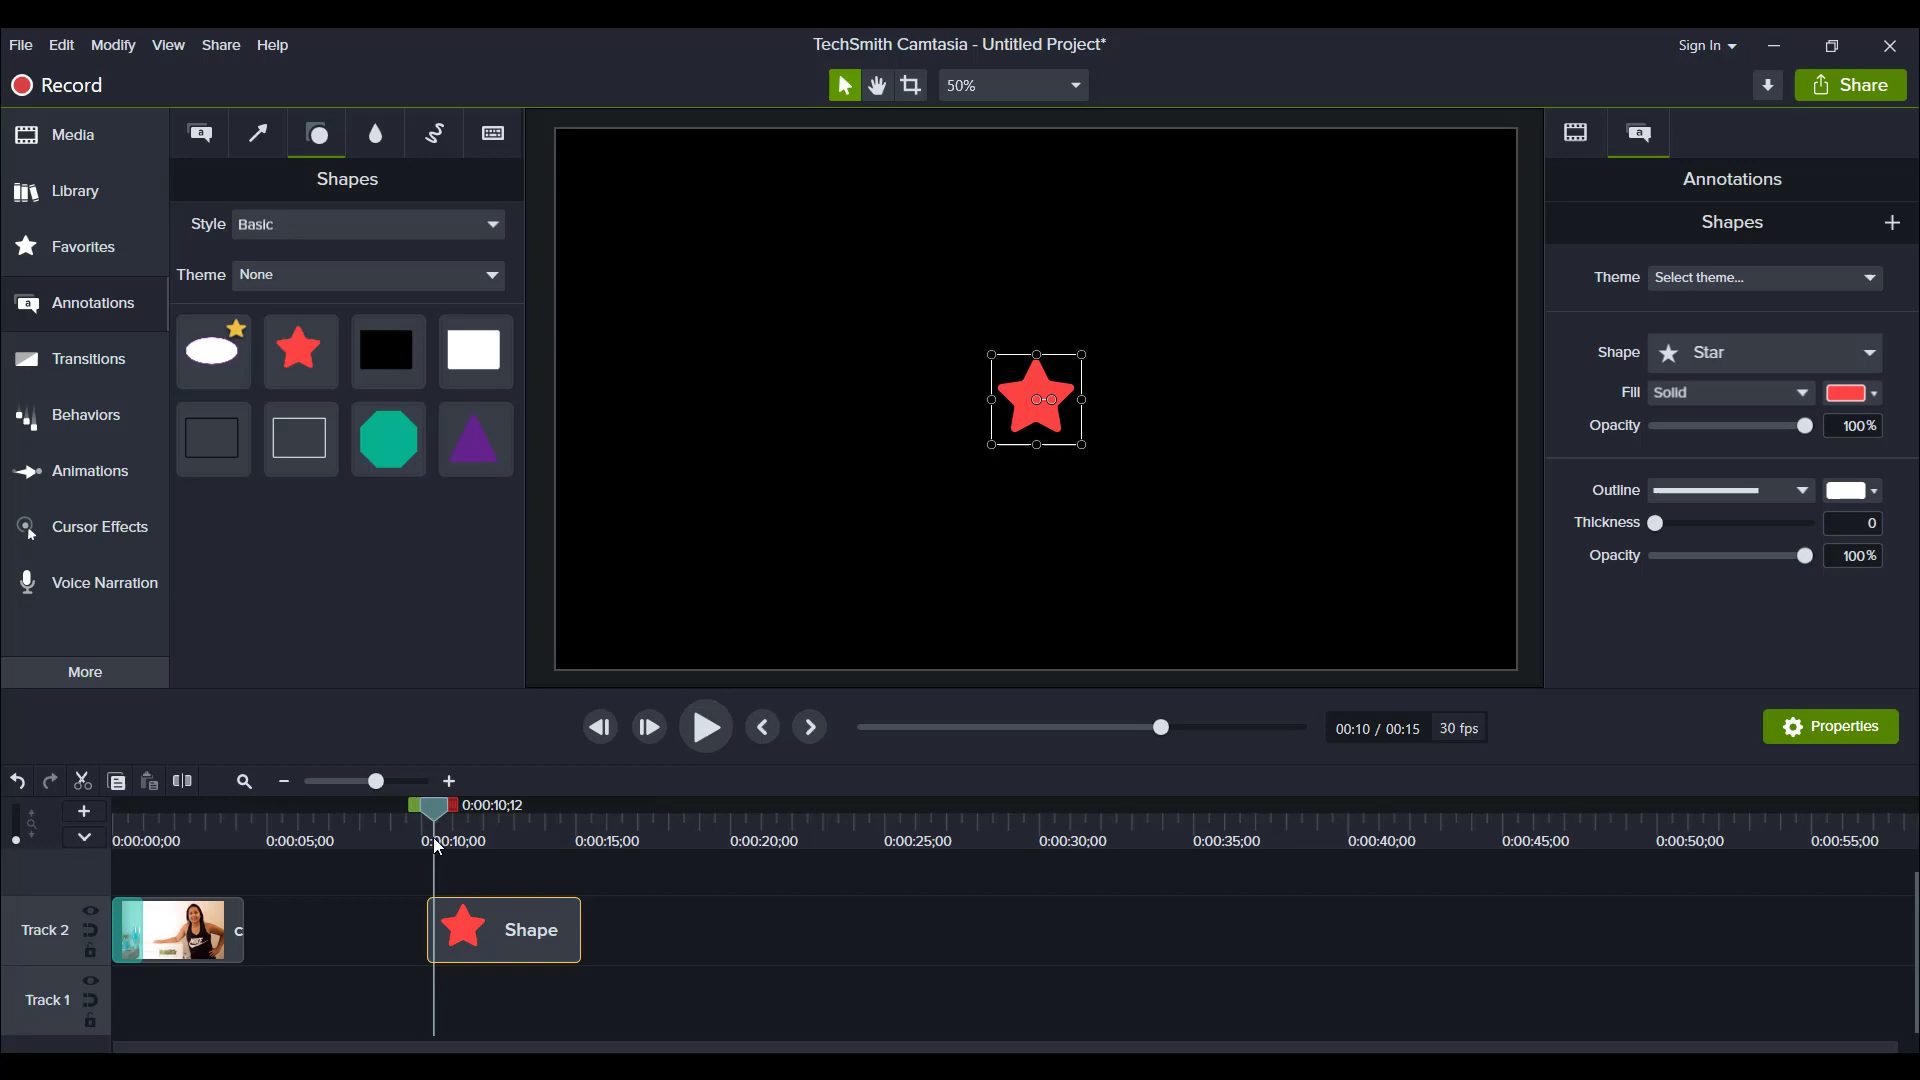 File Edit Modify View Share Help
TechSmith Camtasia - Untitled Project*
Sign In
Record
50%
Share
Media
Library
Favorites
Annotations
Transitions
Behaviors
Animations
Cursor Effects
Voice Narration
More
a
Shapes
Style Basic
Theme None
a
Annotations
Shapes
Theme Select theme...
Shape Star
Fill Solid
Opacity 100%
Outline
Thickness 0
Opacity 100%
00:10 / 00:15 30 fps
Properties
0:00:10;12
0:00:00;00 0:00:05;00 0:00:10;00 0:00:15;00 0:00:20;00 0:00:25;00 0:00:30;00 0:00:35;00 0:00:40;00 0:00:45;00 0:00:50;00 0:00:55;00
Track 2
NIKE
c
Shape
Track 1